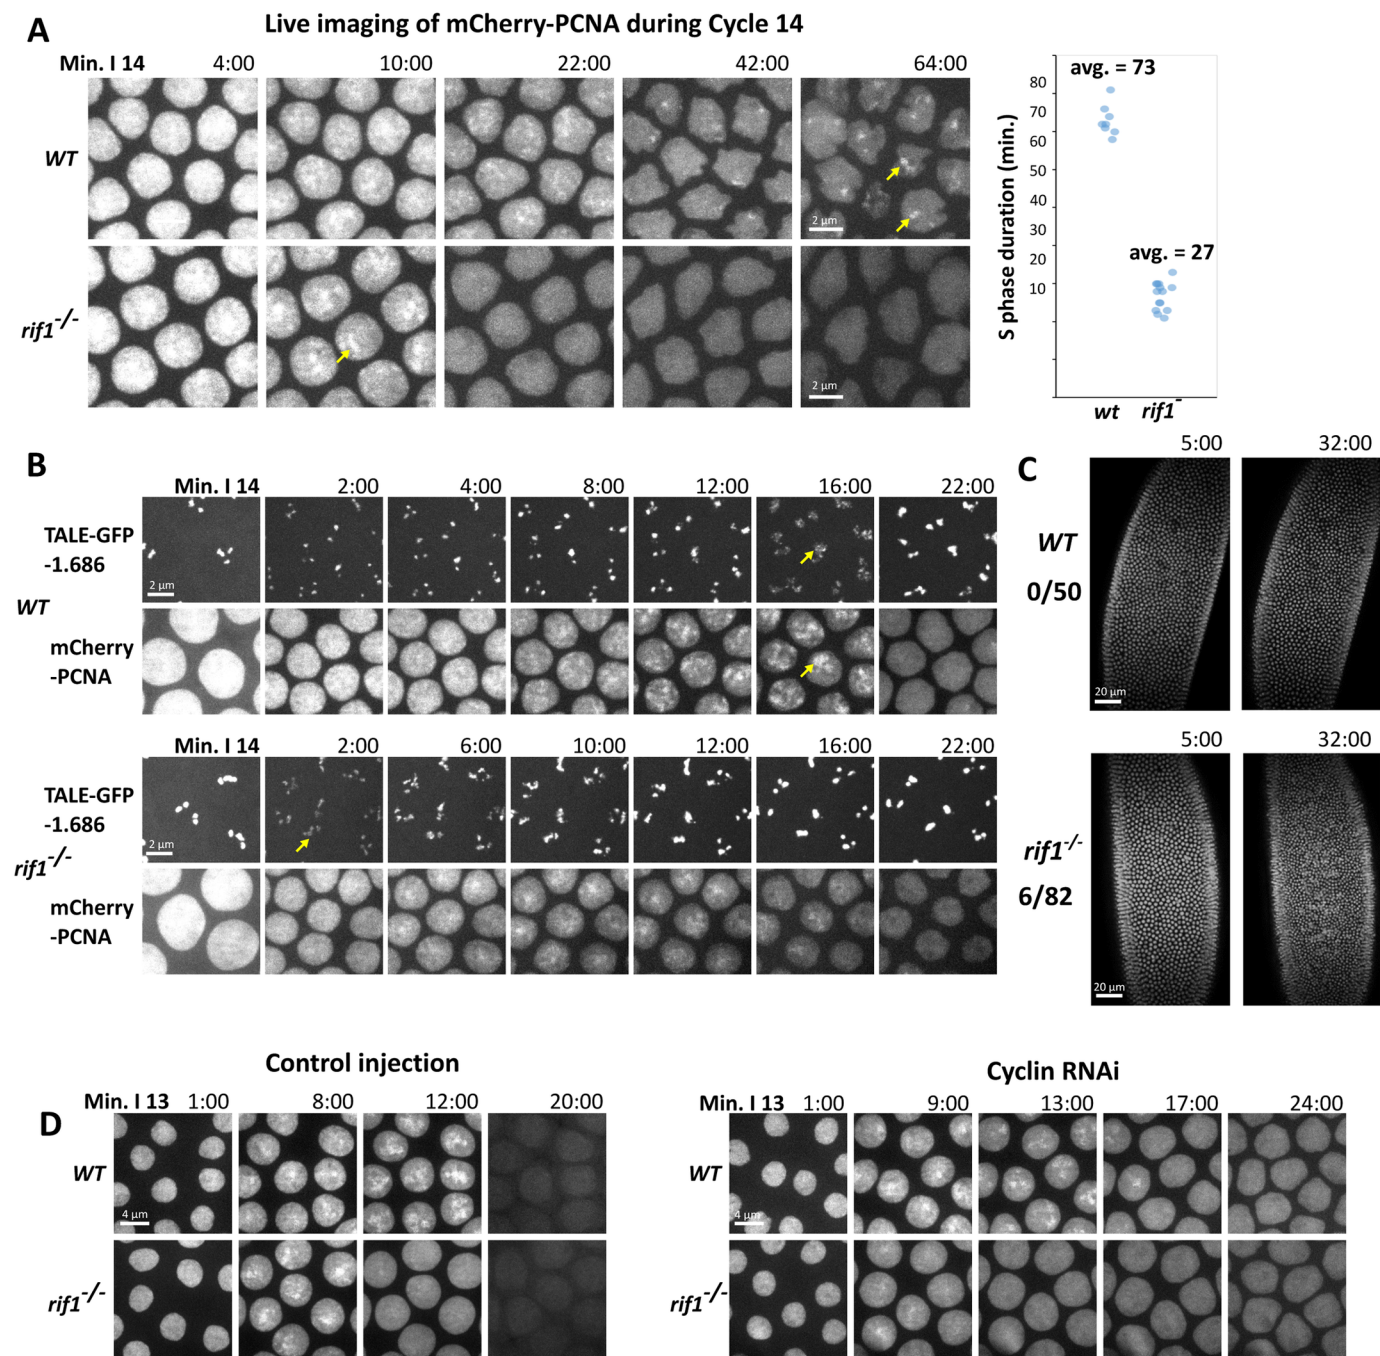 A
Live imaging of mCherry-PCNA during Cycle 14
Min. I 14 4:00 10:00 22:00 42:00 64:00
WT
2 µm
rif1-/-
2 µm
S phase duration (min.)
80
70
60
50
40
30
20
10
avg. = 73
avg. = 27
wt rif1-
B
Min. I 14 2:00 4:00 8:00 12:00 16:00 22:00
TALE-GFP
-1.686
2 µm
WT
mCherry
-PCNA
Min. I 14 2:00 6:00 10:00 12:00 16:00 22:00
TALE-GFP
-1.686
2 µm
rif1-/-
mCherry
-PCNA
C
5:00 32:00
WT
0/50
20 µm
5:00 32:00
rif1-/-
6/82
20 µm
D
Control injection
Min. I 13 1:00 8:00 12:00 20:00
WT
4 µm
rif1-/-
Cyclin RNAi
Min. I 13 1:00 9:00 13:00 17:00 24:00
WT
4 µm
rif1-/-